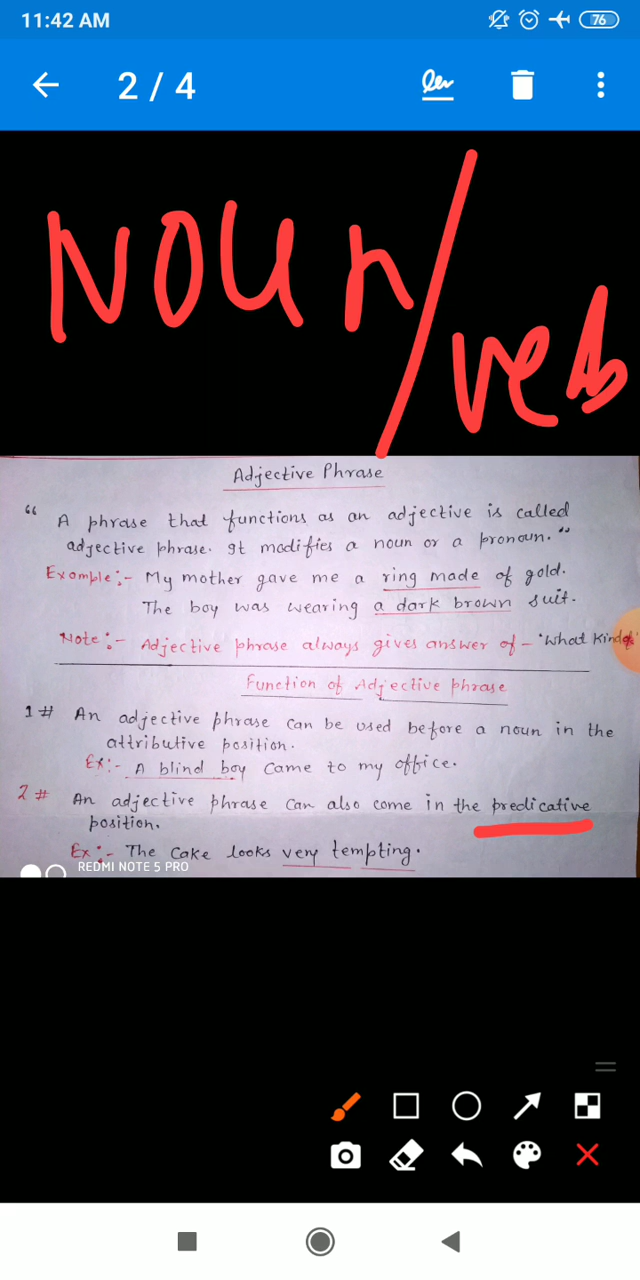 11:42 AM
76
2 / 4
NOUn/veb
Adjective Phrase
“ A phrase that functions as an adjective is called
adjective phrase. It modifies a noun or a pronoun.”
Example:- My mother gave me a ring made of gold.
The boy was wearing a dark brown suit.
Note:- Adjective phrase always gives answer of - 'What kind of'
Function of Adjective phrase
1# An adjective phrase can be used before a noun in the
attributive position.
Ex:- A blind boy came to my office.
2# An adjective phrase can also come in the predicative
position.
Ex:- The cake looks very tempting.
REDMI NOTE 5 PRO